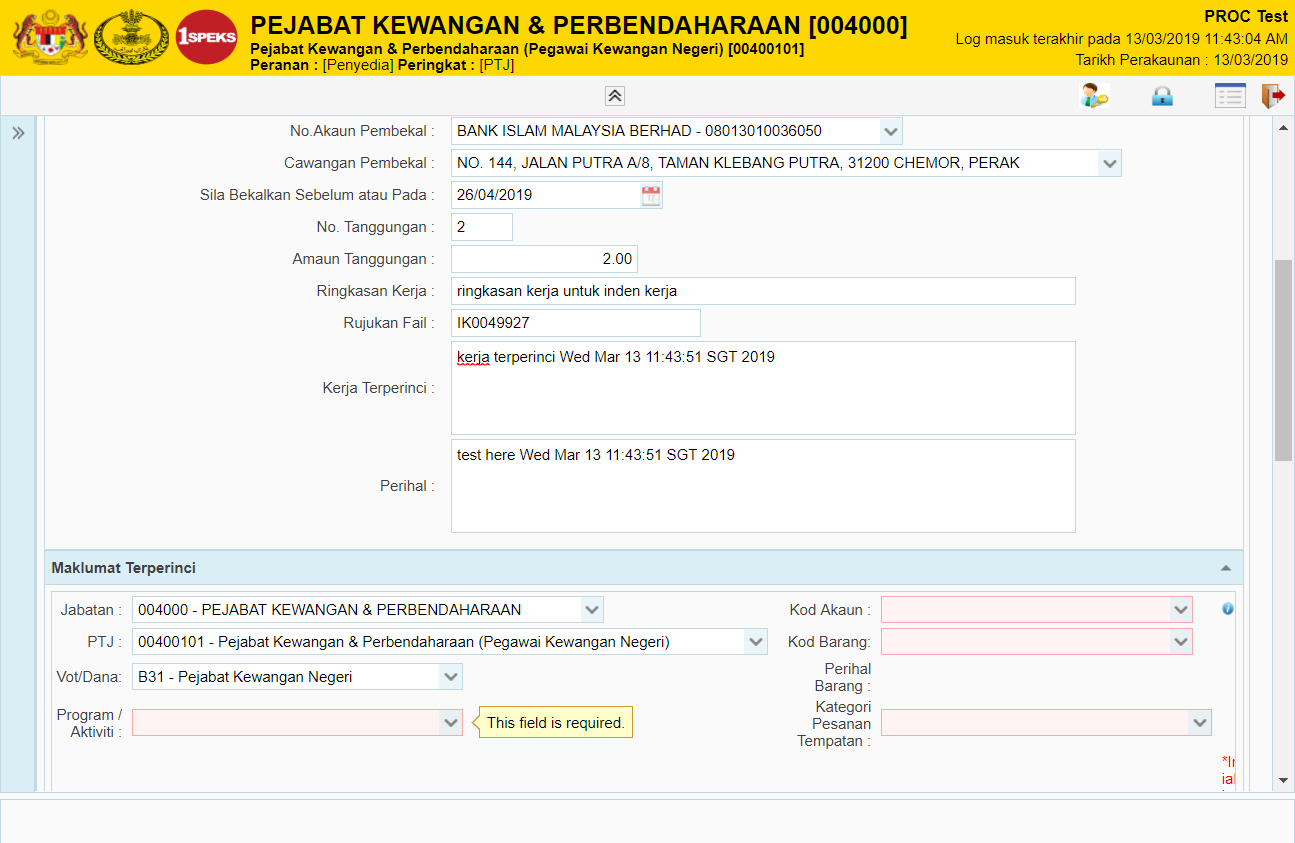 1SPEKS
PEJABAT KEWANGAN & PERBENDAHARAAN [004000]
Pejabat Kewangan & Perbendaharaan (Pegawai Kewangan Negeri) [00400101]
Peranan : [Penyedia] Peringkat : [PTJ]
PROC Test
Log masuk terakhir pada 13/03/2019 11:43:04 AM
Tarikh Perakaunan : 13/03/2019
No.Akaun Pembekal : BANK ISLAM MALAYSIA BERHAD - 08013010036050
Cawangan Pembekal : NO. 144, JALAN PUTRA A/8, TAMAN KLEBANG PUTRA, 31200 CHEMOR, PERAK
Sila Bekalkan Sebelum atau Pada : 26/04/2019
No. Tanggungan : 2
Amaun Tanggungan : 2.00
Ringkasan Kerja : ringkasan kerja untuk inden kerja
Rujukan Fail : IK0049927
Kerja Terperinci : kerja terperinci Wed Mar 13 11:43:51 SGT 2019
Perihal : test here Wed Mar 13 11:43:51 SGT 2019
Maklumat Terperinci
Jabatan : 004000 - PEJABAT KEWANGAN & PERBENDAHARAAN
PTJ : 00400101 - Pejabat Kewangan & Perbendaharaan (Pegawai Kewangan Negeri)
Vot/Dana: B31 - Pejabat Kewangan Negeri
Program /
Aktiviti :
This field is required.
Kod Akaun :
Kod Barang:
Perihal
Barang :
Kategori
Pesanan
Tempatan :